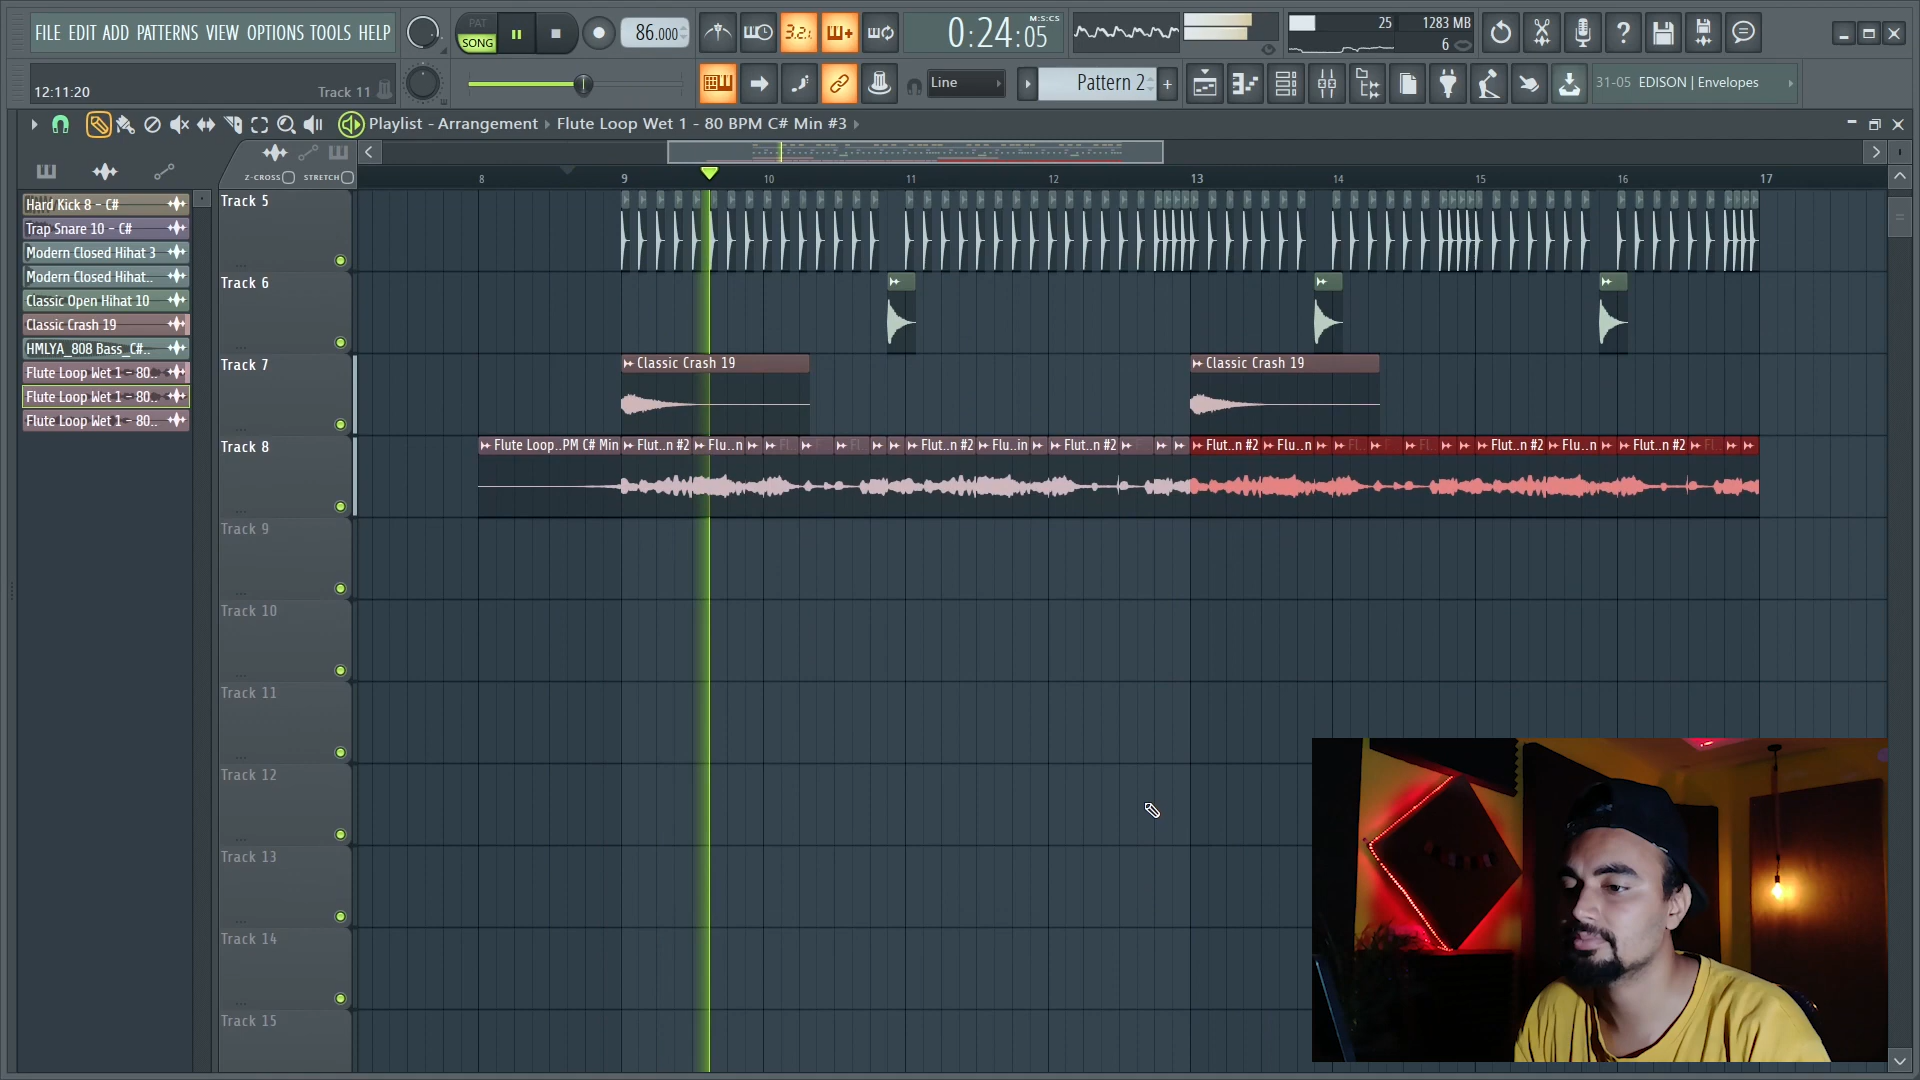 FILE EDIT ADD PATTERNS VIEW OPTIONS TOOLS HELP
PAT
SONG
86.000
3.2.1
0:24:05
M:S:CS
25
1283 MB
6
12:11:20
Track 11
Line
Pattern 2
31-05 EDISON | Envelopes
Playlist - Arrangement Flute Loop Wet 1 - 80 BPM C# Min #3
Z-CROSS STRETCH
8 9 10 11 12 13 14 15 16 17
Hard Kick 8 - C#
Trap Snare 10 - C#
Modern Closed Hihat 3
Modern Closed Hihat..
Classic Open Hihat 10
Classic Crash 19
HMLYA_808 Bass_C#..
Flute Loop Wet 1 - 80..
Flute Loop Wet 1 - 80..
Flute Loop Wet 1 - 80..
Track 5
Track 6
Track 7
Classic Crash 19 Classic Crash 19
Track 8
Flute Loop..PM C# Min Flut..n #2 Flu..n Flut..n #2 Flu..in Flut..n #2 Flut..n #2 Flu..n Flut..n #2 Flu..n Flut..n #2
Track 9
Track 10
Track 11
Track 12
Track 13
Track 14
Track 15